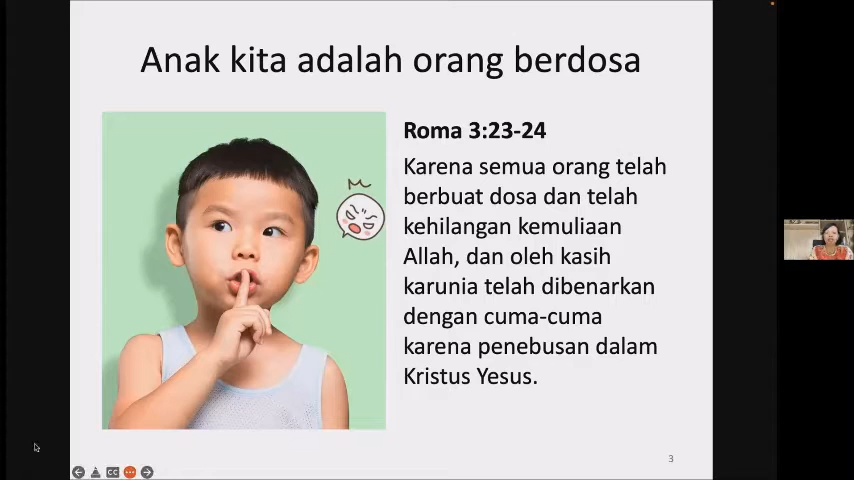 Anak kita adalah orang berdosa
Roma 3:23-24
Karena semua orang telah
berbuat dosa dan telah
kehilangan kemuliaan
Allah, dan oleh kasih
karunia telah dibenarkan
dengan cuma-cuma
karena penebusan dalam
Kristus Yesus.
3
CC